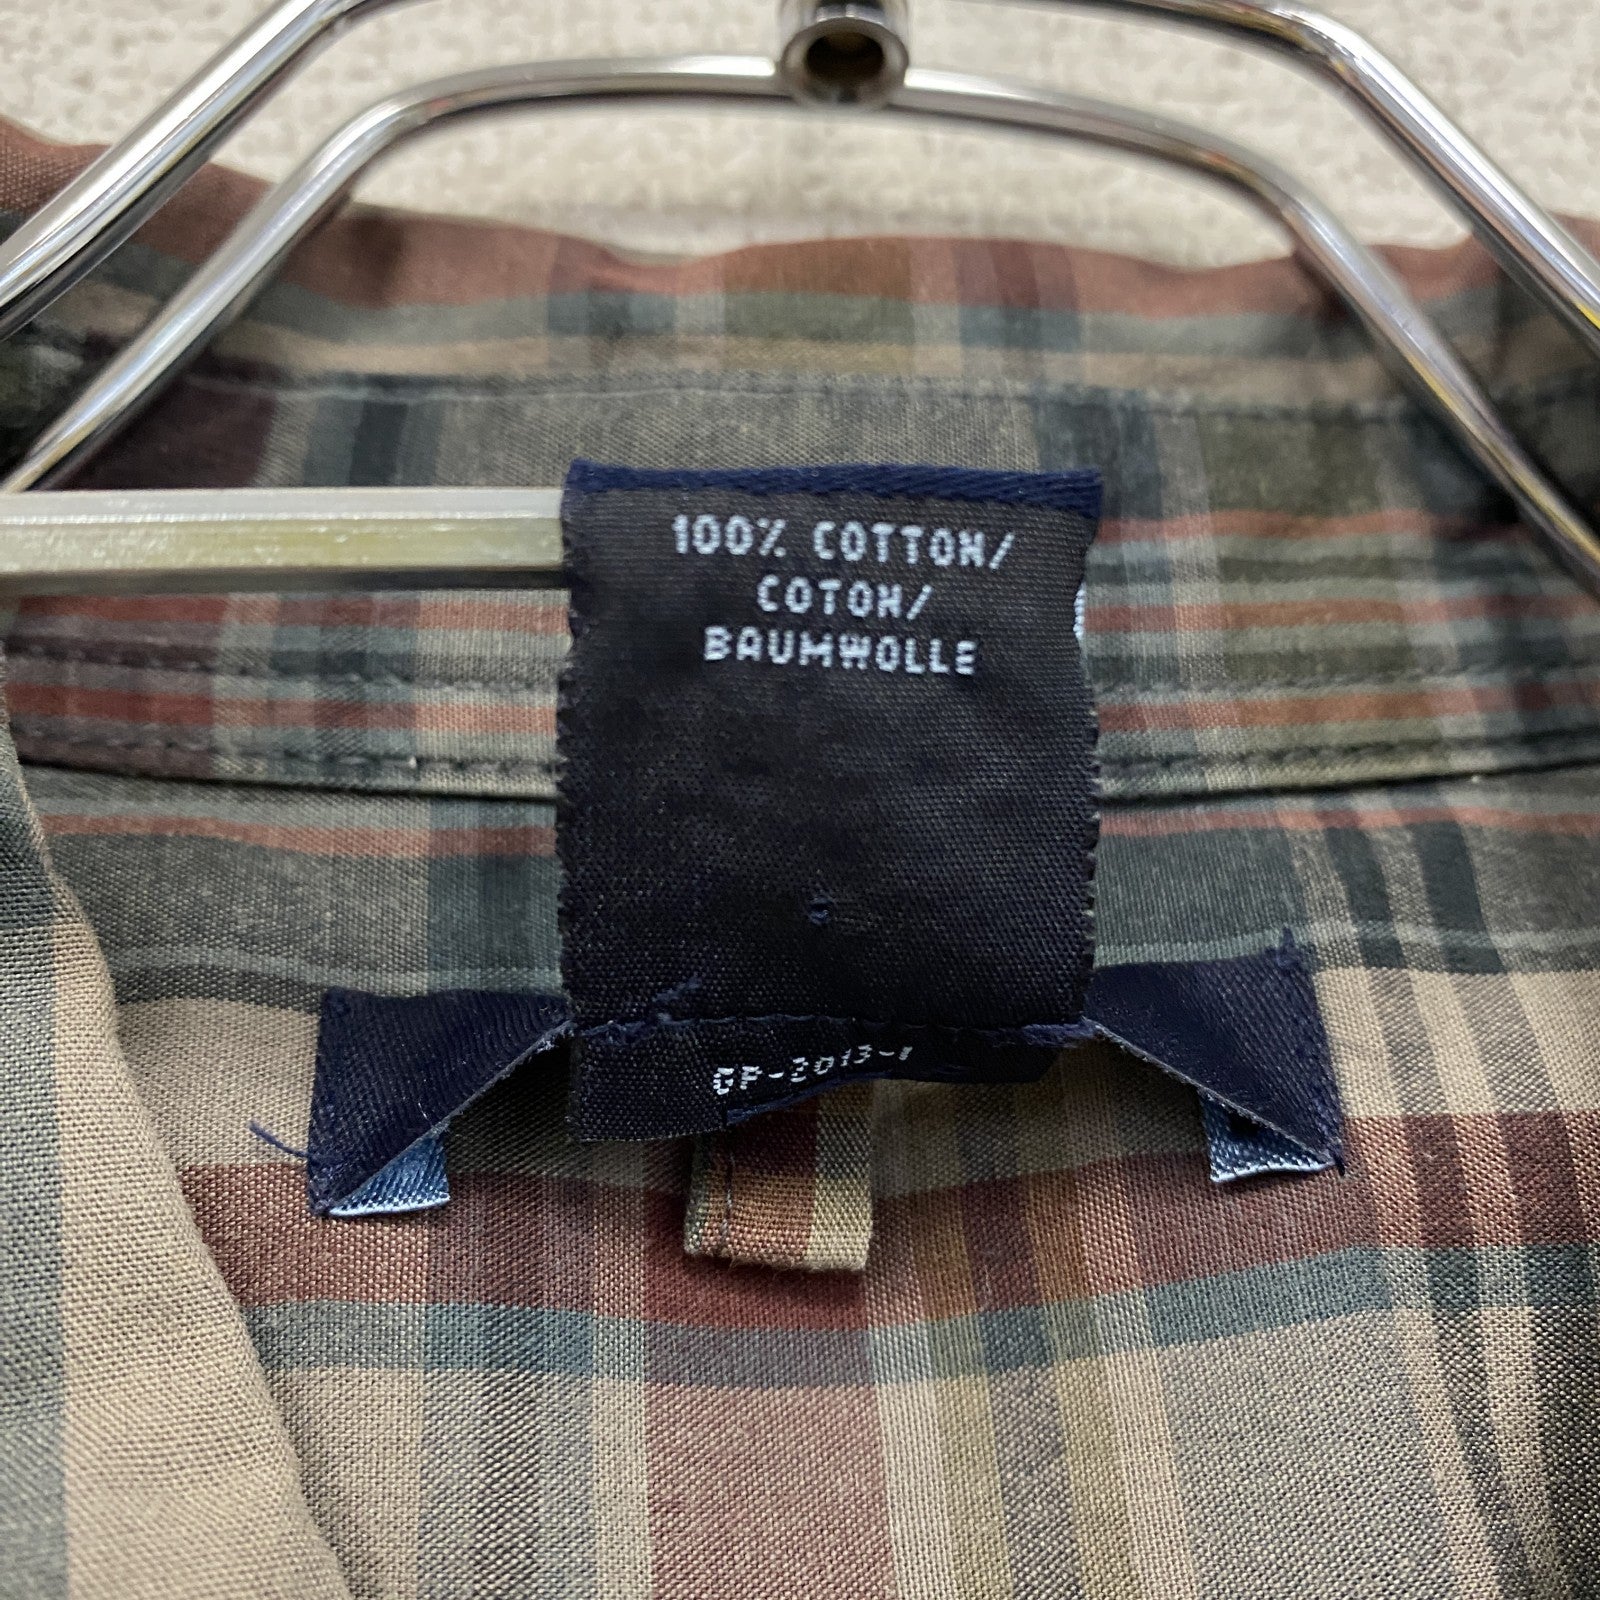 100% COTTON/
COTON/
BAUMWOLLE
GP-2013-1